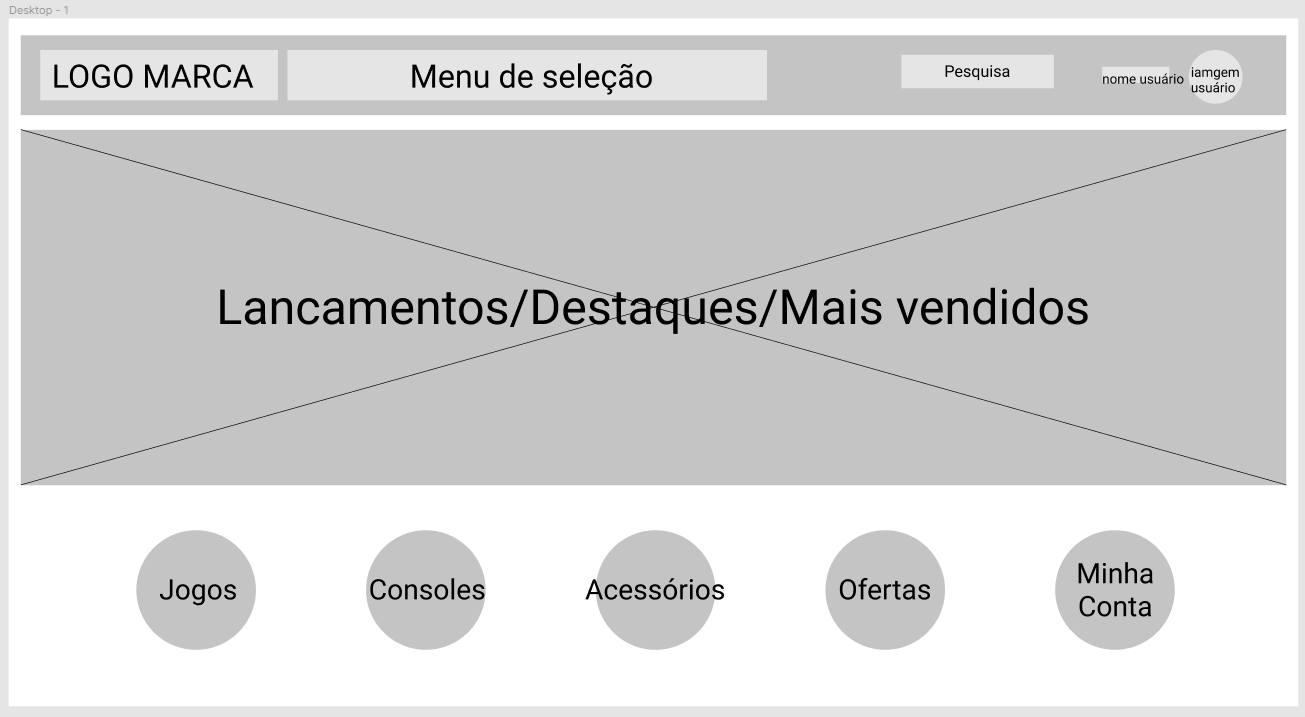 Desktop - 1
LOGO MARCA
Menu de seleção
Pesquisa
nome usuário
iamgem
usuário
Lancamentos/Destaques/Mais vendidos
Jogos
Consoles
Acessórios
Ofertas
Minha
Conta